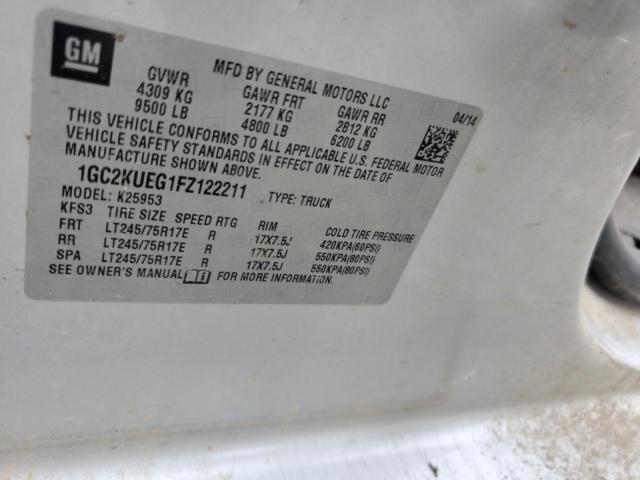 GM
MFD BY GENERAL MOTORS LLC
04/14
GVWR GAWR FRT GAWR RR
4309 KG 2177 KG 2812 KG
9500 LB 4800 LB 6200 LB
THIS VEHICLE CONFORMS TO ALL APPLICABLE U.S. FEDERAL MOTOR
VEHICLE SAFETY STANDARDS IN EFFECT ON THE DATE OF
MANUFACTURE SHOWN ABOVE.
1GC2KUEG1FZ122211 TYPE: TRUCK
MODEL: K25953
KFS3 TIRE SIZE SPEED RTG RIM COLD TIRE PRESSURE
FRT LT245/75R17E R 17X7.5J 420KPA(60PSI)
RR LT245/75R17E R 17X7.5J 550KPA(80PSI)
SPA LT245/75R17E R 17X7.5J 550KPA(80PSI)
SEE OWNER'S MANUAL FOR MORE INFORMATION.